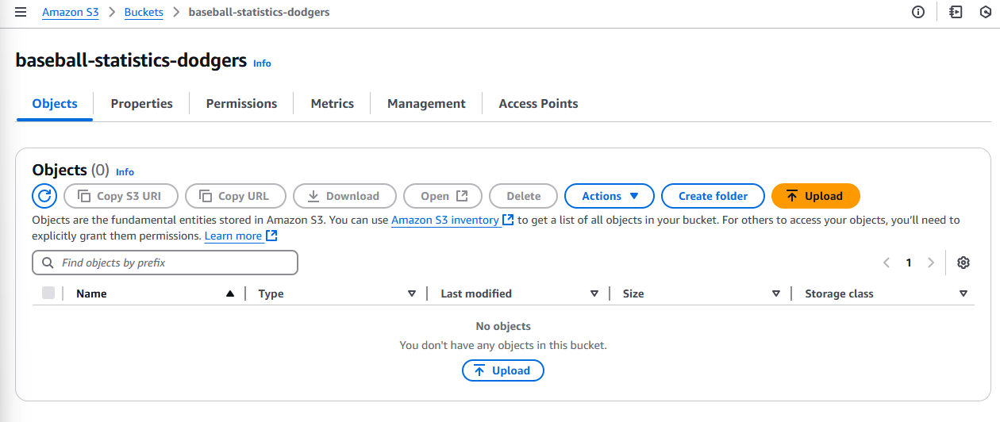 Amazon S3 Buckets baseball-statistics-dodgers
baseball-statistics-dodgers Info
Objects Properties Permissions Metrics Management Access Points
Objects (0) Info
Copy S3 URI Copy URL Download Open Delete Actions Create folder Upload
Objects are the fundamental entities stored in Amazon S3. You can use Amazon S3 inventory to get a list of all objects in your bucket. For others to access your objects, you’ll need to
explicitly grant them permissions. Learn more
Find objects by prefix 1
Name Type Last modified Size Storage class
No objects
You don't have any objects in this bucket.
Upload